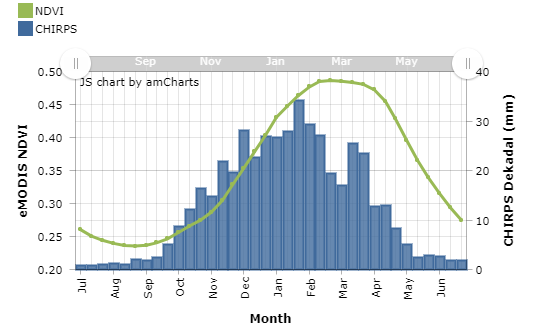 NDVI
CHIRPS
Sep Nov Jan Mar May
JS chart by amCharts
0.50
0.45
0.40
0.35
0.30
0.25
0.20
eMODIS NDVI
40
30
20
10
0
CHIRPS Dekadal (mm)
Jul Aug Sep Oct Nov Dec Jan Feb Mar Apr May Jun
Month